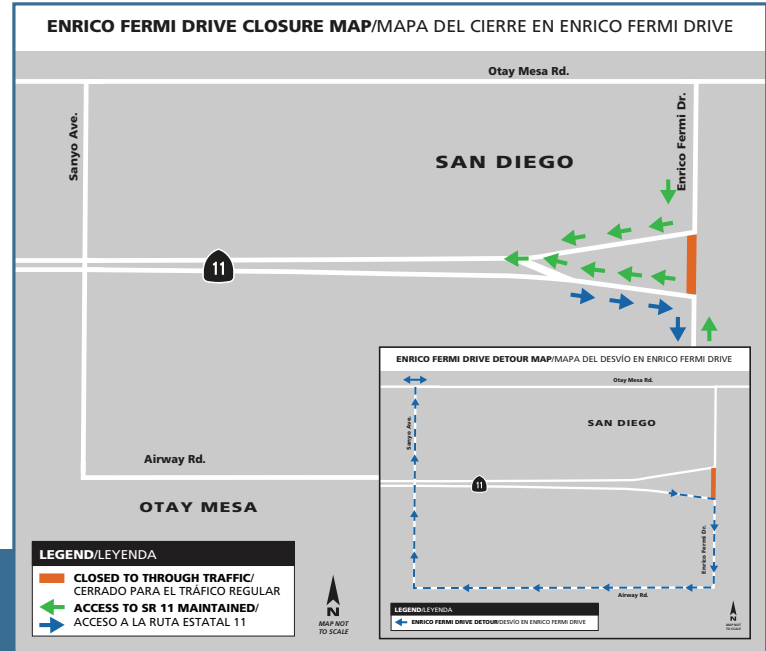 ENRICO FERMI DRIVE CLOSURE MAP/MAPA DEL CIERRE EN ENRICO FERMI DRIVE
Otay Mesa Rd.
Sanyo Ave.
Enrico Fermi Dr.
SAN DIEGO
11
Airway Rd.
OTAY MESA
LEGEND/LEYENDA
CLOSED TO THROUGH TRAFFIC/
CERRADO PARA EL TRÁFICO REGULAR
ACCESS TO SR 11 MAINTAINED/
ACCESO A LA RUTA ESTATAL 11
N
MAP NOT
TO SCALE
ENRICO FERMI DRIVE DETOUR MAP/MAPA DEL DESVÍO EN ENRICO FERMI DRIVE
Otay Mesa Rd.
Sanyo Ave.
SAN DIEGO
11
Enrico Fermi Dr.
Airway Rd.
LEGEND/LEYENDA
ENRICO FERMI DRIVE DETOUR/DESVÍO EN ENRICO FERMI DRIVE
N
MAP NOT
TO SCALE